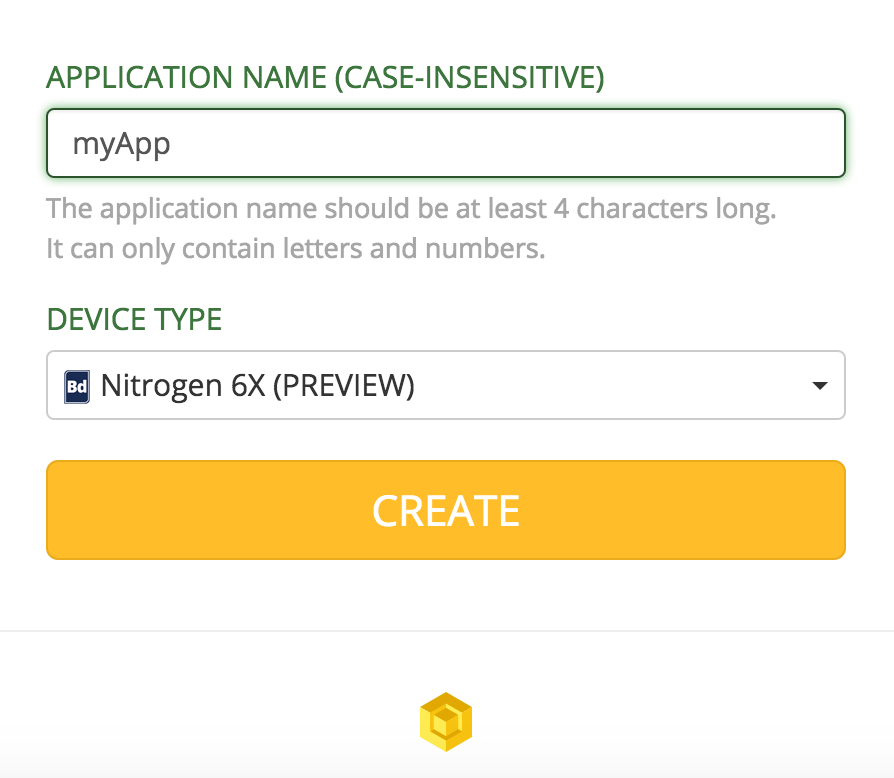 APPLICATION NAME (CASE-INSENSITIVE)
myApp
The application name should be at least 4 characters long.
It can only contain letters and numbers.
DEVICE TYPE
Bd Nitrogen 6X (PREVIEW)
CREATE